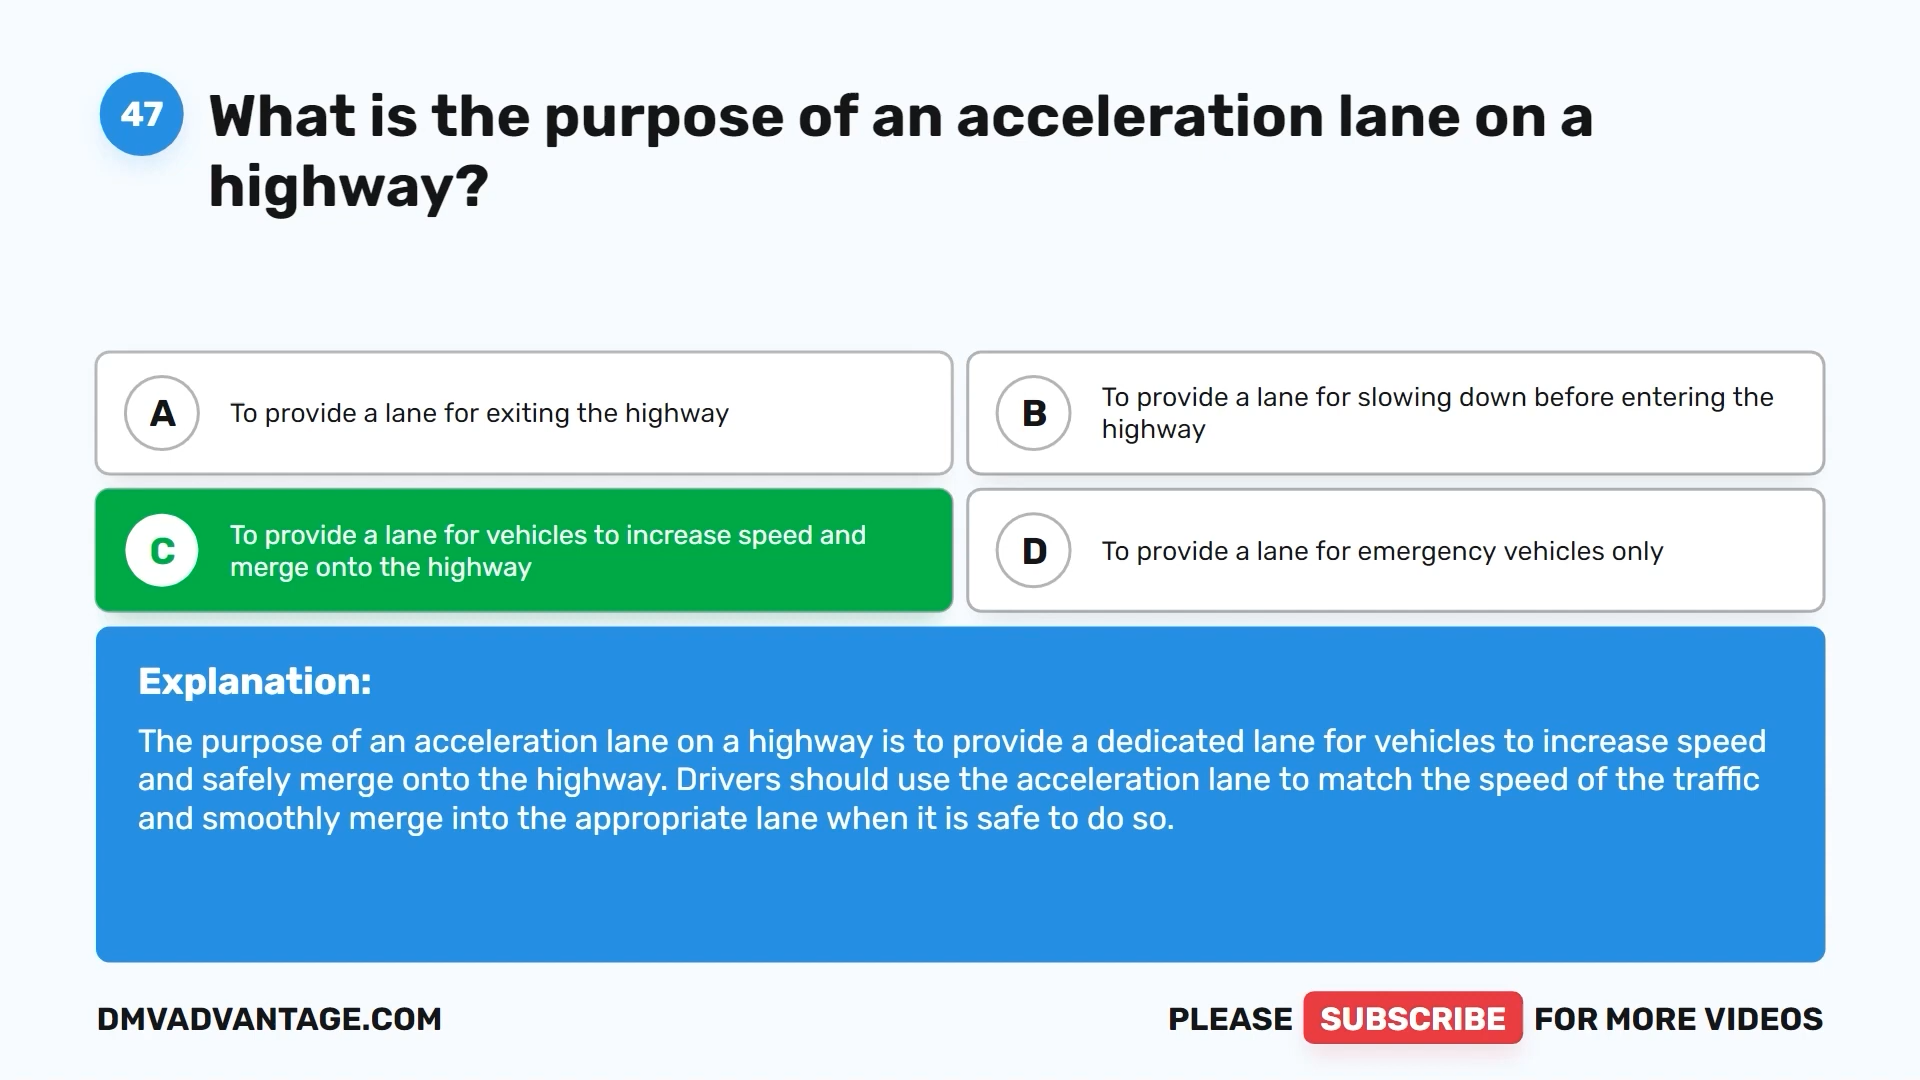 47
What is the purpose of an acceleration lane on a
highway?
A
To provide a lane for exiting the highway
B
To provide a lane for slowing down before entering the
highway
C
To provide a lane for vehicles to increase speed and
merge onto the highway
D
To provide a lane for emergency vehicles only
Explanation:
The purpose of an acceleration lane on a highway is to provide a dedicated lane for vehicles to increase speed
and safely merge onto the highway. Drivers should use the acceleration lane to match the speed of the traffic
and smoothly merge into the appropriate lane when it is safe to do so.
DMVADVANTAGE.COM
PLEASE SUBSCRIBE FOR MORE VIDEOS